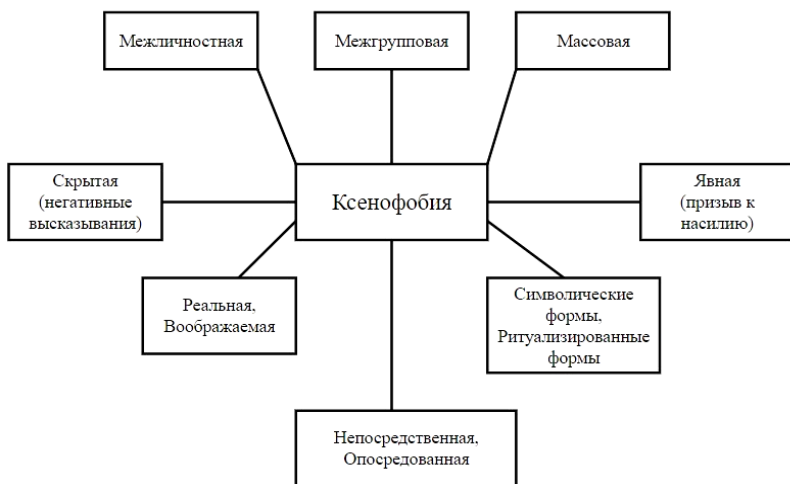 Межличностная
Межгрупповая
Массовая
Скрытая
(негативные
высказывания)
Ксенофобия
Явная
(призыв к
насилию)
Реальная,
Воображаемая
Символические
формы,
Ритуализированные
формы
Непосредственная,
Опосредованная